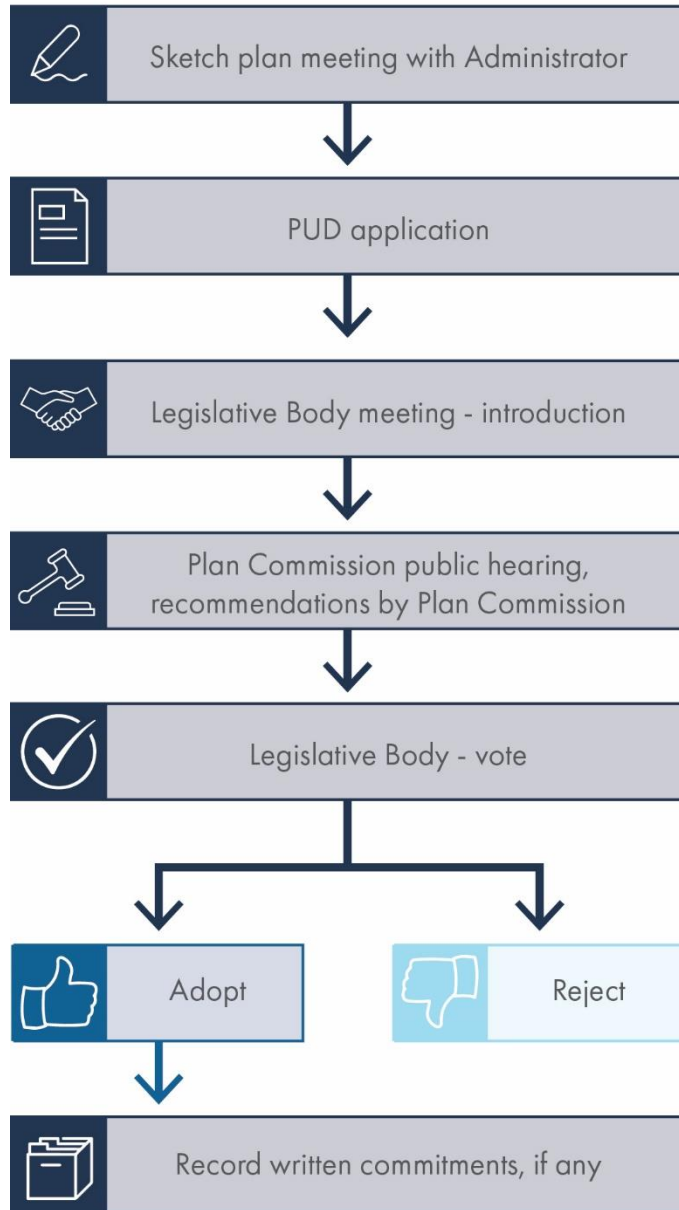 Sketch plan meeting with Administrator
PUD application
Legislative Body meeting - introduction
Plan Commission public hearing,
recommendations by Plan Commission
Legislative Body - vote
Adopt
Reject
Record written commitments, if any